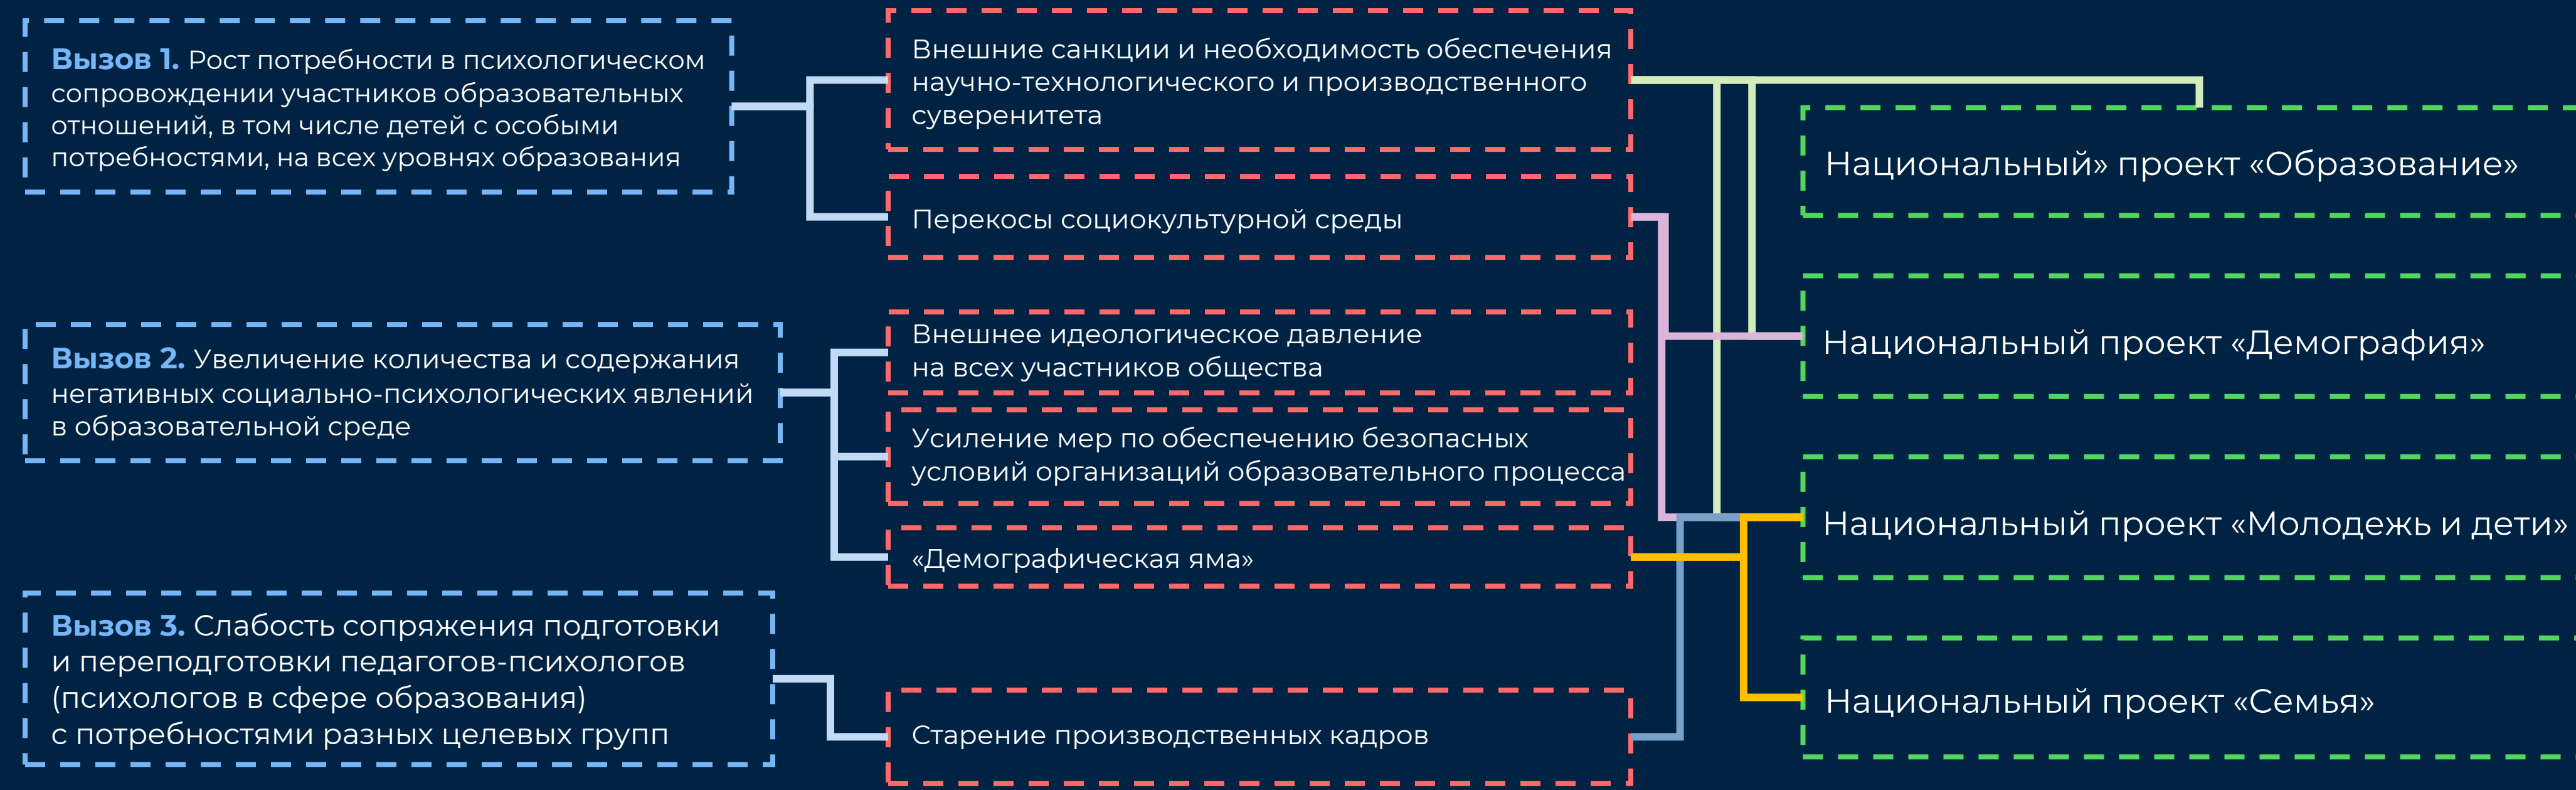 Вызов 1. Рост потребности в психологическом
сопровождении участников образовательных
отношений, в том числе детей с особыми
потребностями, на всех уровнях образования
Вызов 2. Увеличение количества и содержания
негативных социально-психологических явлений
в образовательной среде
Вызов 3. Слабость сопряжения подготовки
и переподготовки педагогов-психологов
(психологов в сфере образования)
с потребностями разных целевых групп
Внешние санкции и необходимость обеспечения
научно-технологического и производственного
суверенитета
Перекосы социокультурной среды
Внешнее идеологическое давление
на всех участников общества
Усиление мер по обеспечению безопасных
условий организаций образовательного процесса
«Демографическая яма»
Старение производственных кадров
Национальный» проект «Образование»
Национальный проект «Демография»
Национальный проект «Молодежь и дети»
Национальный проект «Семья»